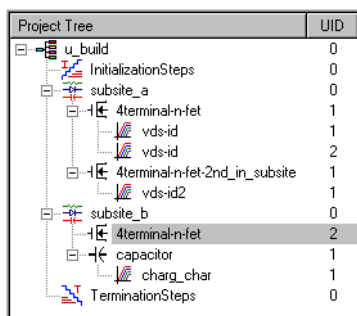 Project Tree UID
u_build 0
InitializationSteps 0
subsite_a 0
4terminal-n-fet 1
vds-id 1
vds-id 2
4terminal-n-fet-2nd_in_subsite 1
vds-id2 1
subsite_b 0
4terminal-n-fet 2
capacitor 1
charg_char 1
TerminationSteps 0